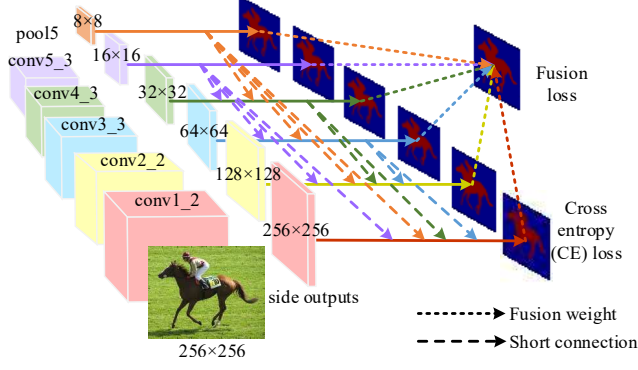 8×8
pool5
16×16
conv5_3
32×32
conv4_3
64×64
conv3_3
128×128
conv2_2
256×256
conv1_2
side outputs
256×256
Fusion
loss
Cross
entropy
(CE) loss
Fusion weight
Short connection